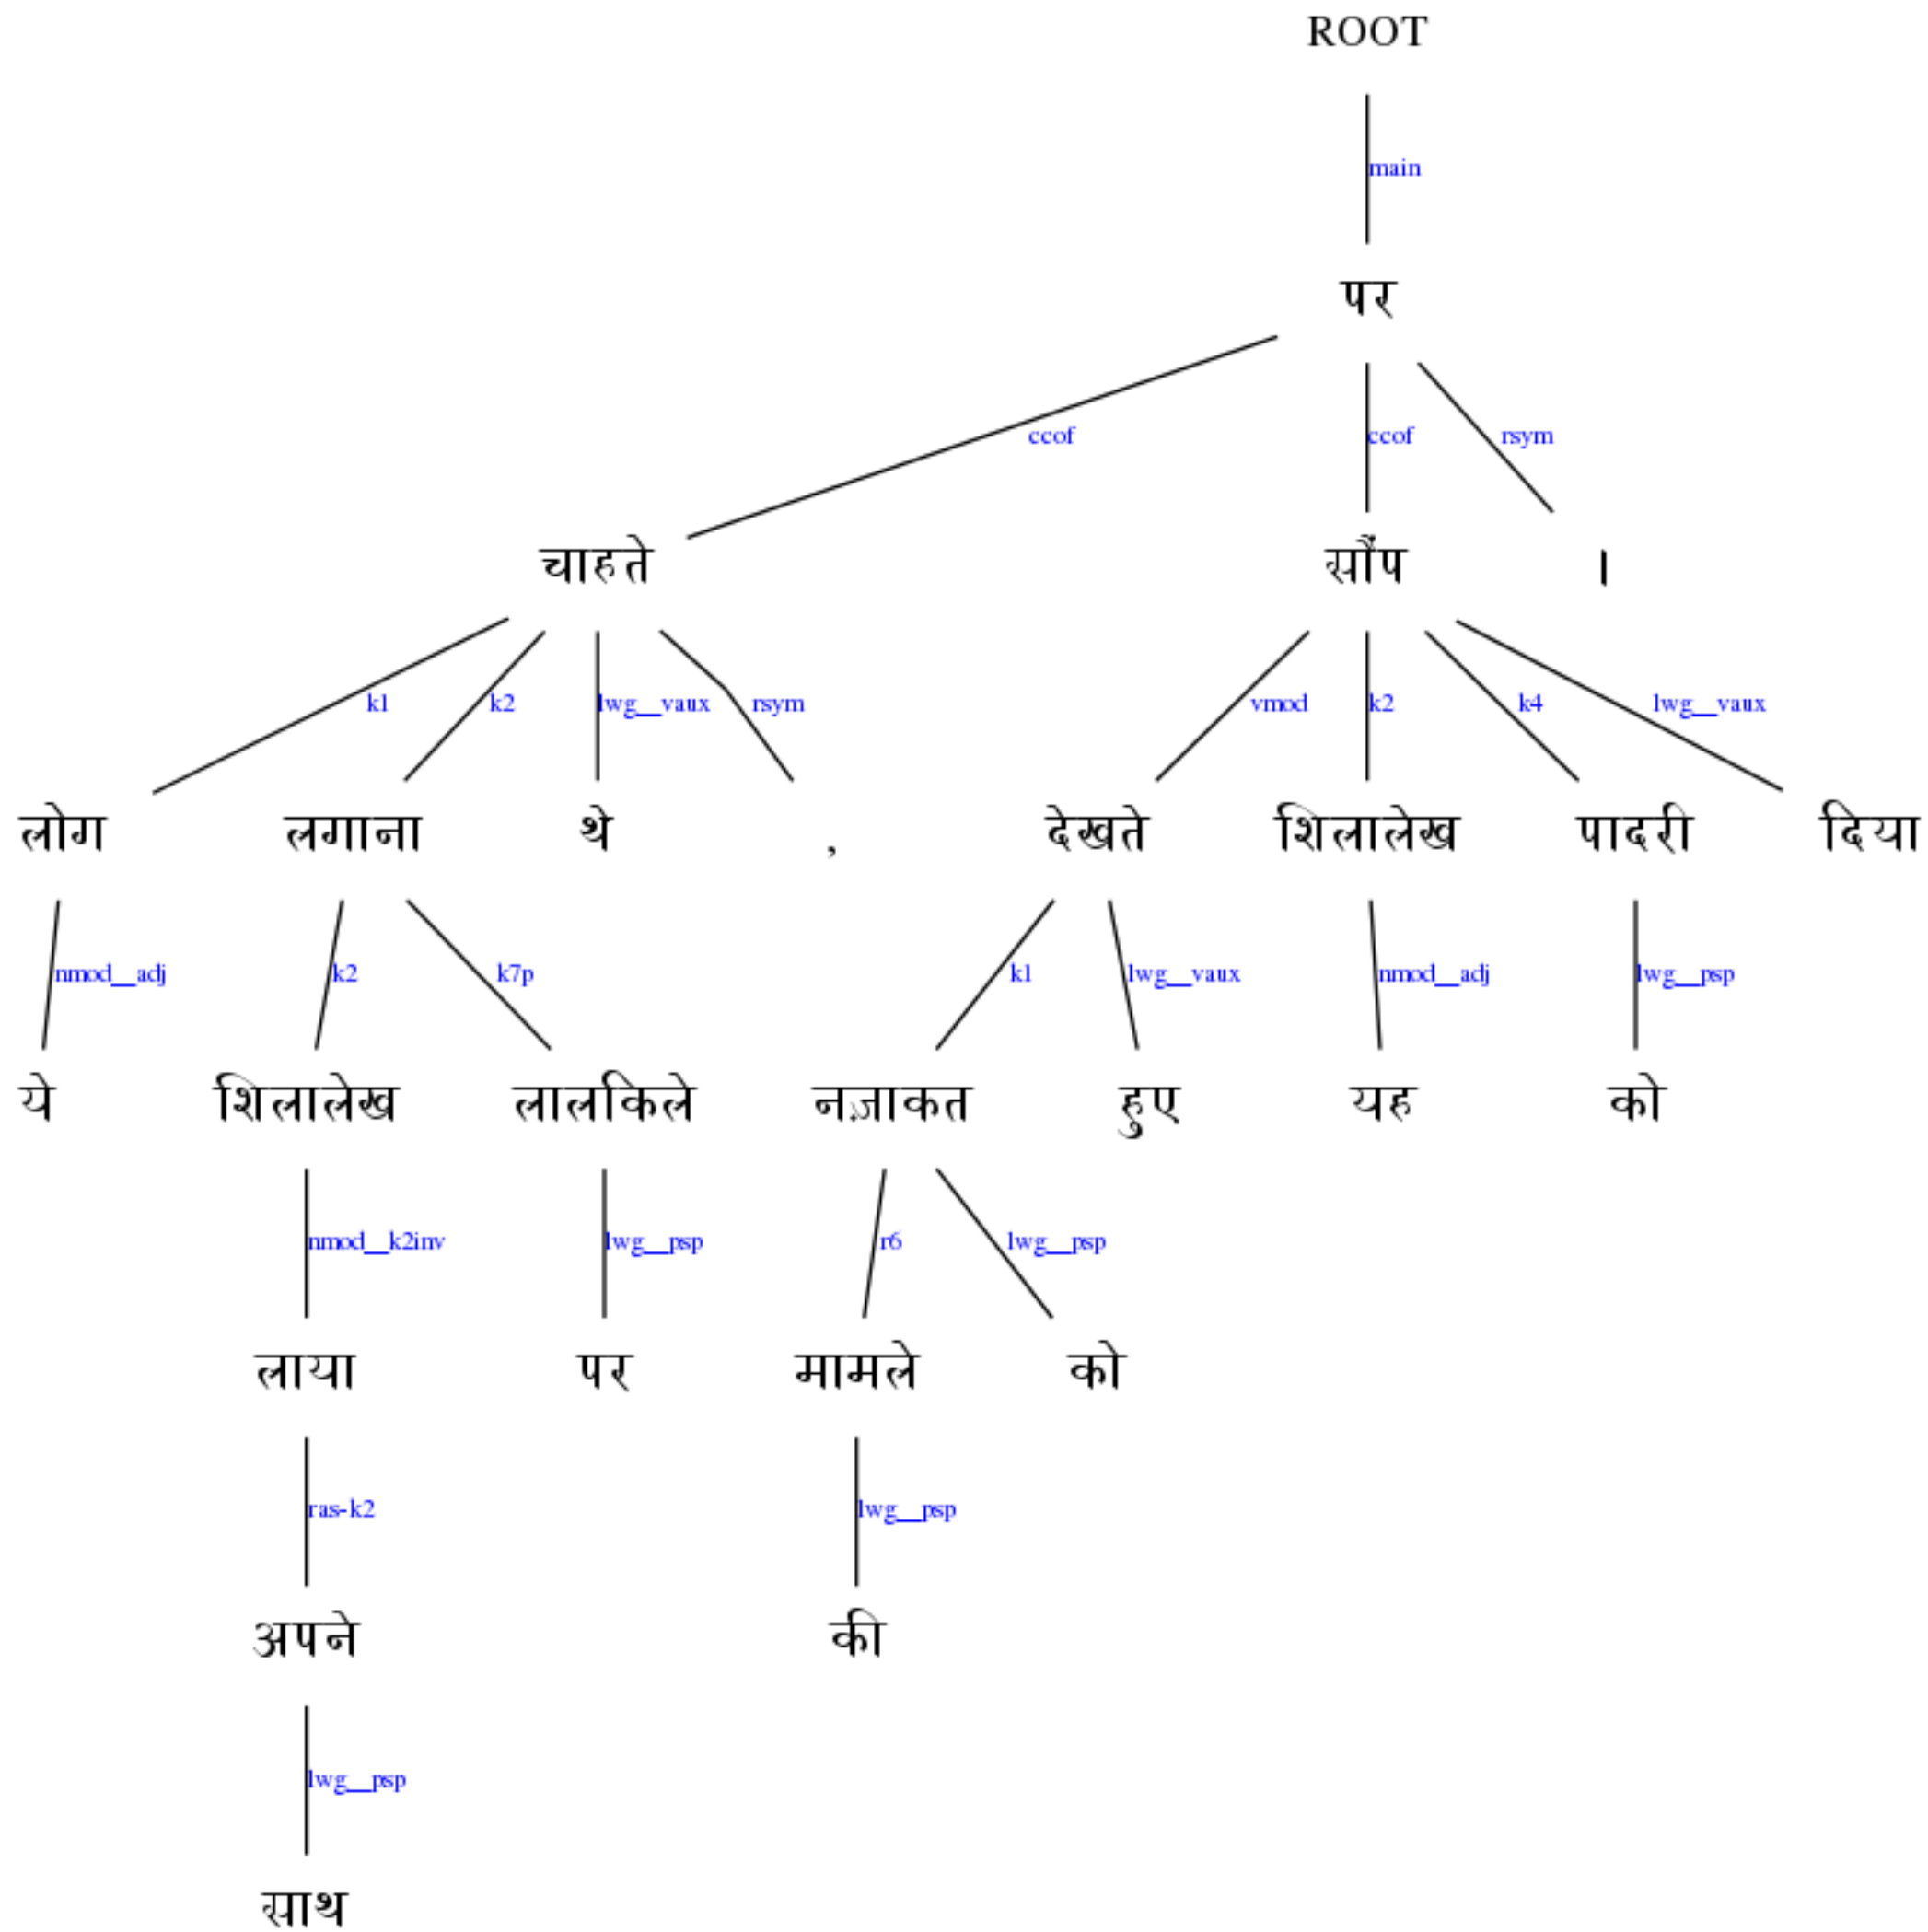 ROOT
main
पर
ccof ccof rsym
चाहते सौंप ।
k1 k2 lwg__vaux rsym vmod k2 k4 lwg__vaux
लोग लगाना थे , देखते शिलालेख पादरी दिया
nmod__adj k2 k7p k1 lwg__vaux nmod__adj lwg__psp
ये शिलालेख लालकिले नज़ाकत हुए यह को
nmod__k2inv lwg__psp r6 lwg__psp
लाया पर मामले को
ras-k2 lwg__psp
अपने की
lwg__psp
साथ